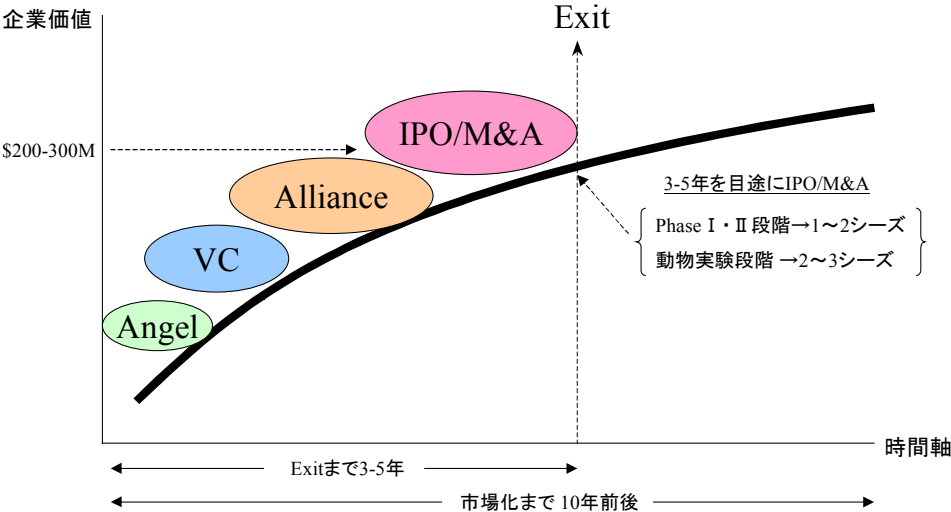 企業価値
Exit
IPO/M&A
$200-300M
Alliance
3-5年を目途にIPO/M&A
Phase Ⅰ・Ⅱ 段階→1～2シーズ
動物実験段階 →2～3シーズ
VC
Angel
時間軸
Exitまで3-5年
市場化まで 10年前後